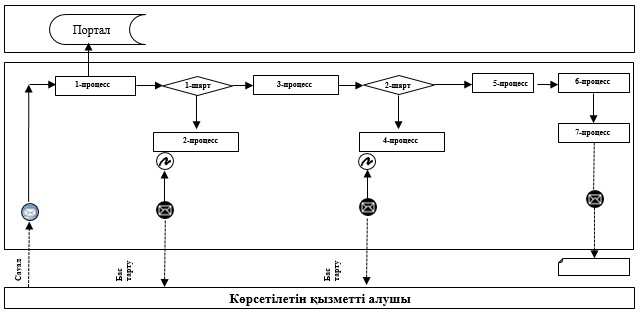 Портал
1-процесс
1-шарт
3-процесс
2-шарт
5-процесс
6-процесс
2-процесс
4-процесс
7-процесс
Сауал
Бас
тарту
Бас
тарту
Көрсетілетін қызметті алушы